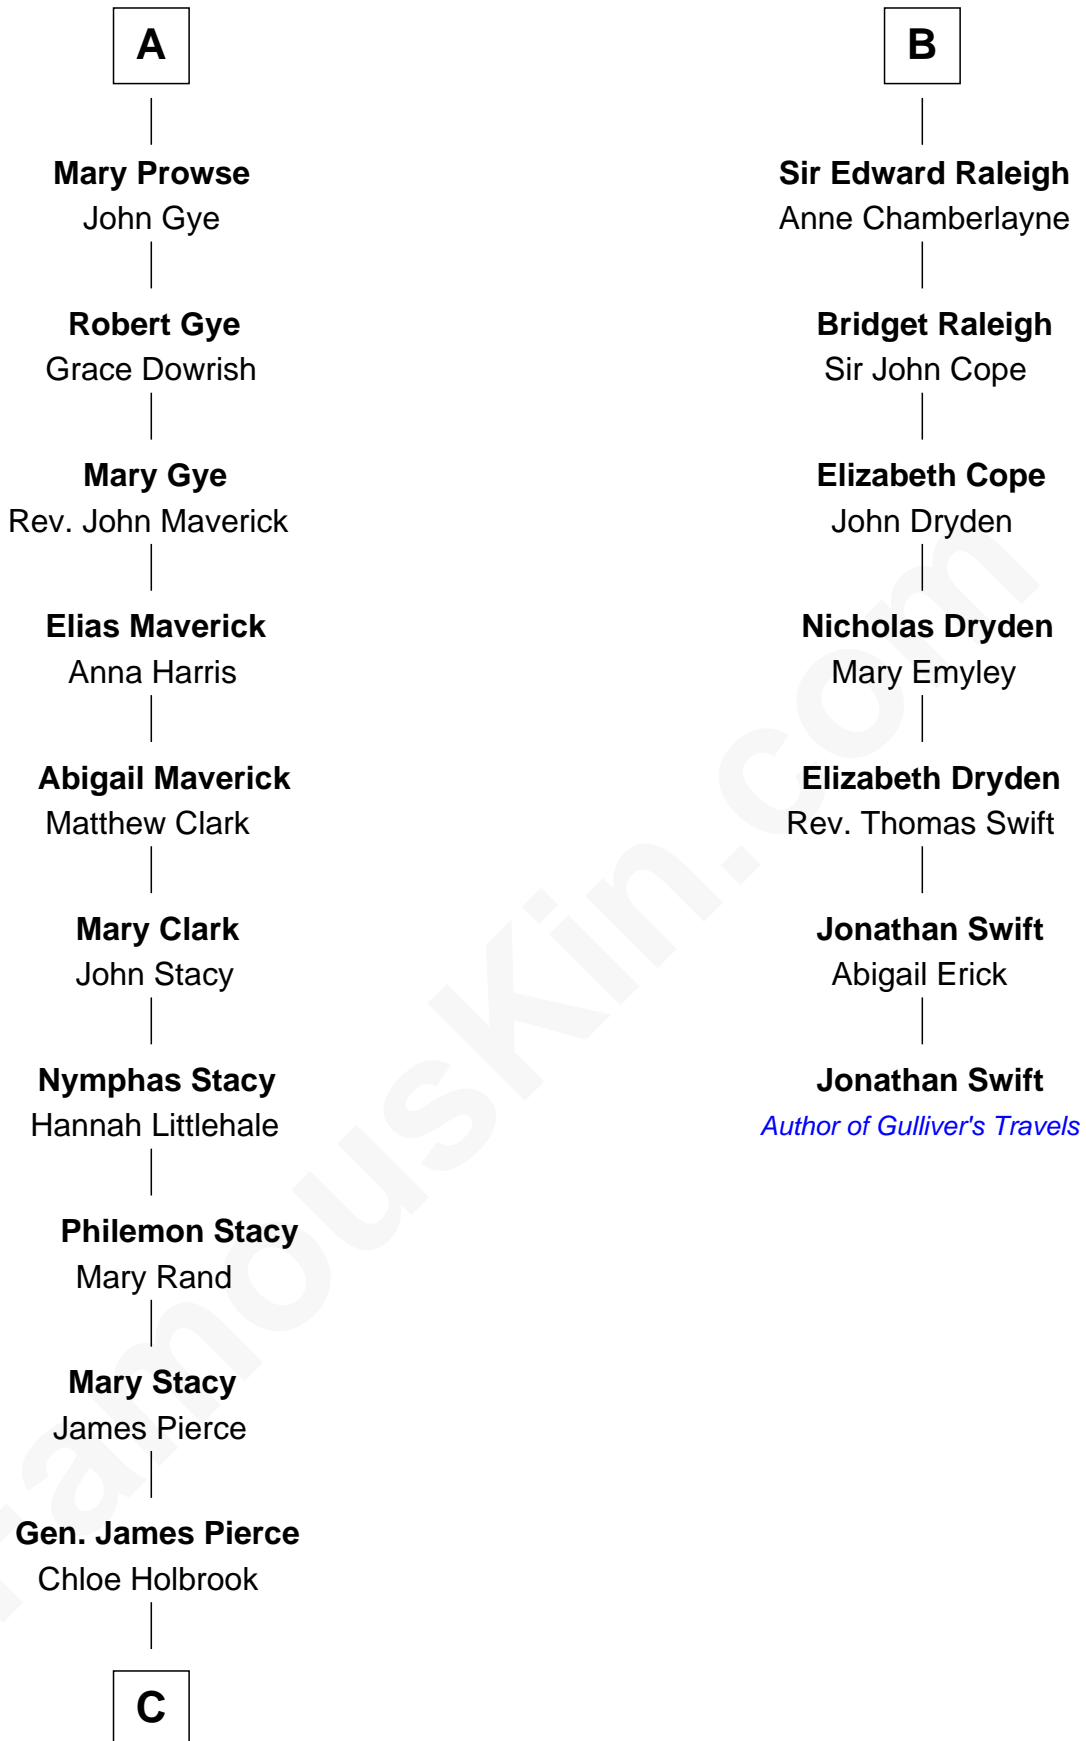 A
Mary Prowse
John Gye
Robert Gye
Grace Dowrish
Mary Gye
Rev. John Maverick
Elias Maverick
Anna Harris
Abigail Maverick
Matthew Clark
Mary Clark
John Stacy
Nymphas Stacy
Hannah Littlehale
Philemon Stacy
Mary Rand
Mary Stacy
James Pierce
Gen. James Pierce
Chloe Holbrook
C
B
Sir Edward Raleigh
Anne Chamberlayne
Bridget Raleigh
Sir John Cope
Elizabeth Cope
John Dryden
Nicholas Dryden
Mary Emyley
Elizabeth Dryden
Rev. Thomas Swift
Jonathan Swift
Abigail Erick
Jonathan Swift
Author of Gulliver's Travels
FamousKin.com